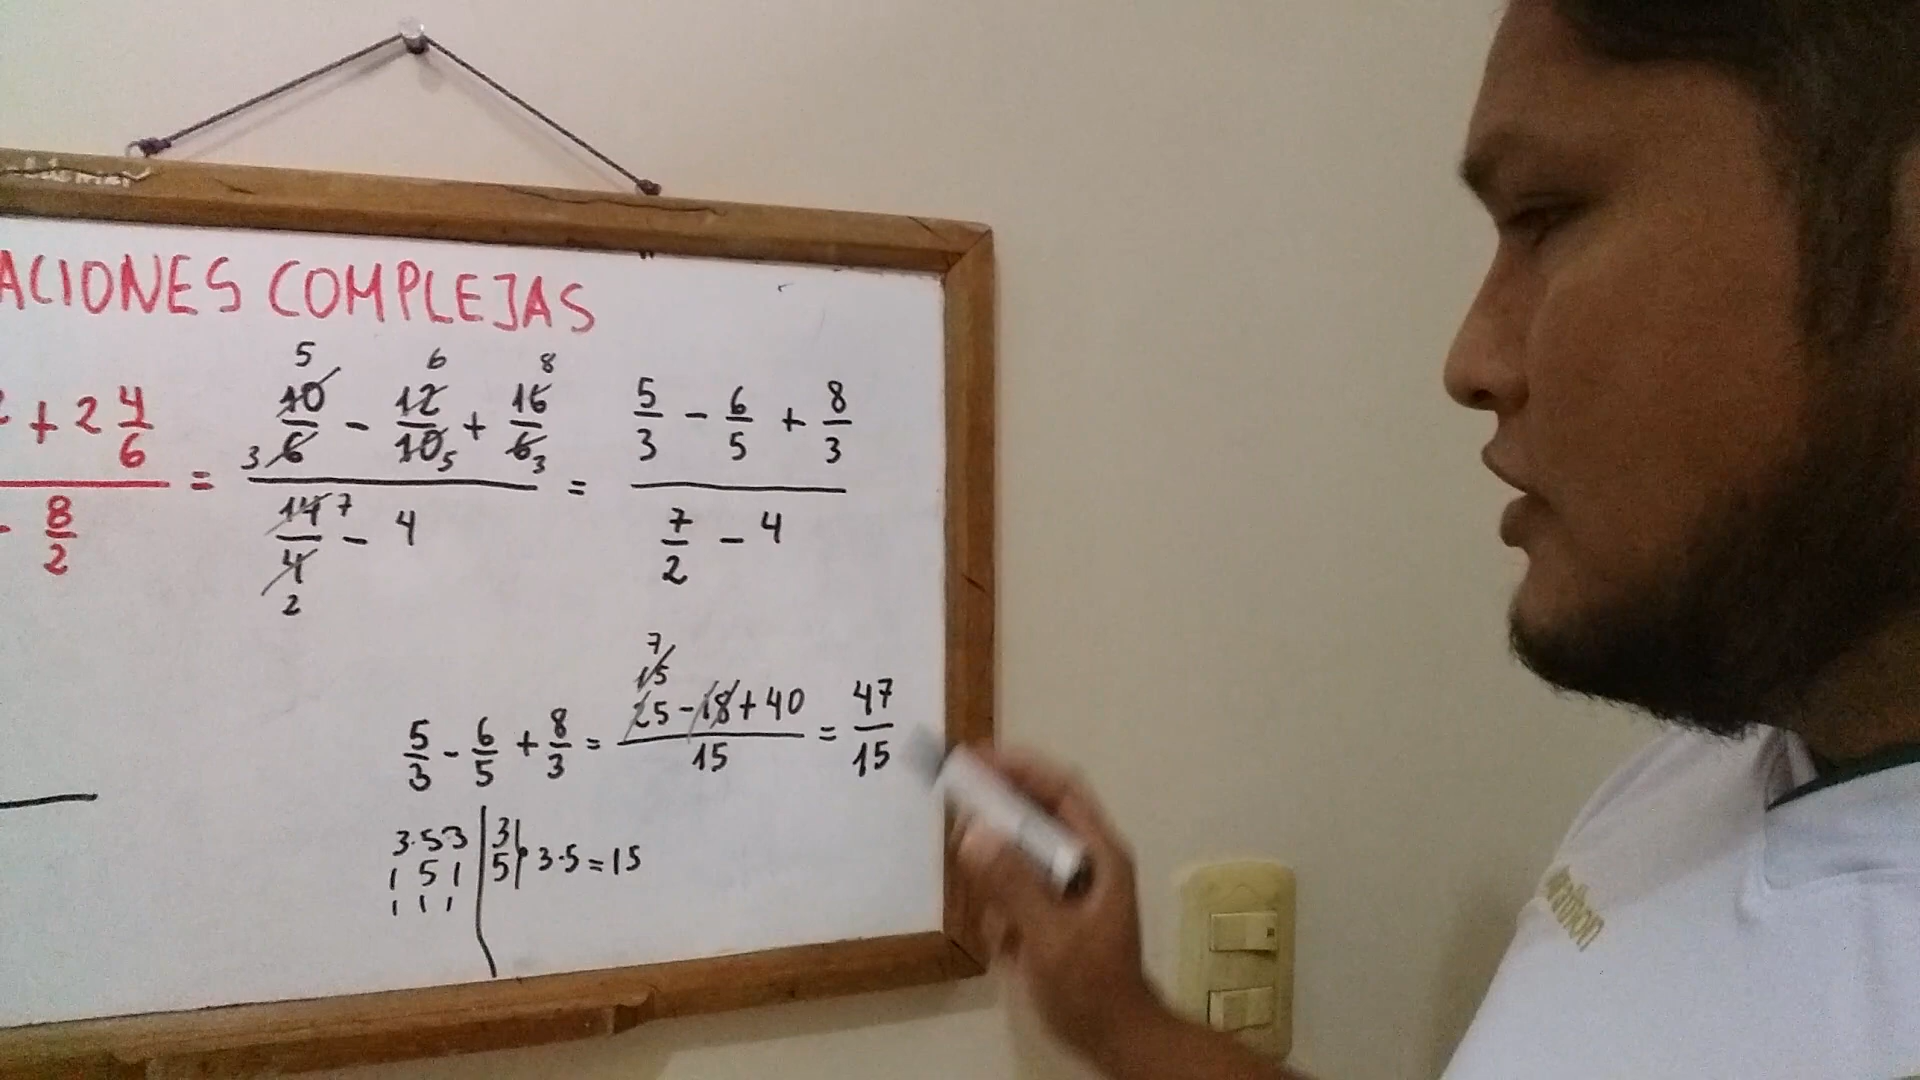 ACIONES COMPLEJAS
+ 2 4/6
- 8/2
=
5 6 8
10/6 - 12/10 + 16/6
3 5 3
14/4 - 4
7
2
=
5/3 - 6/5 + 8/3
7/2 - 4
7
15
5/3 - 6/5 + 8/3 = 25 - 18 + 40/15 = 47/15
3·53 | 3
1 5 1 | 5 | 3·5 = 15
1 1 1